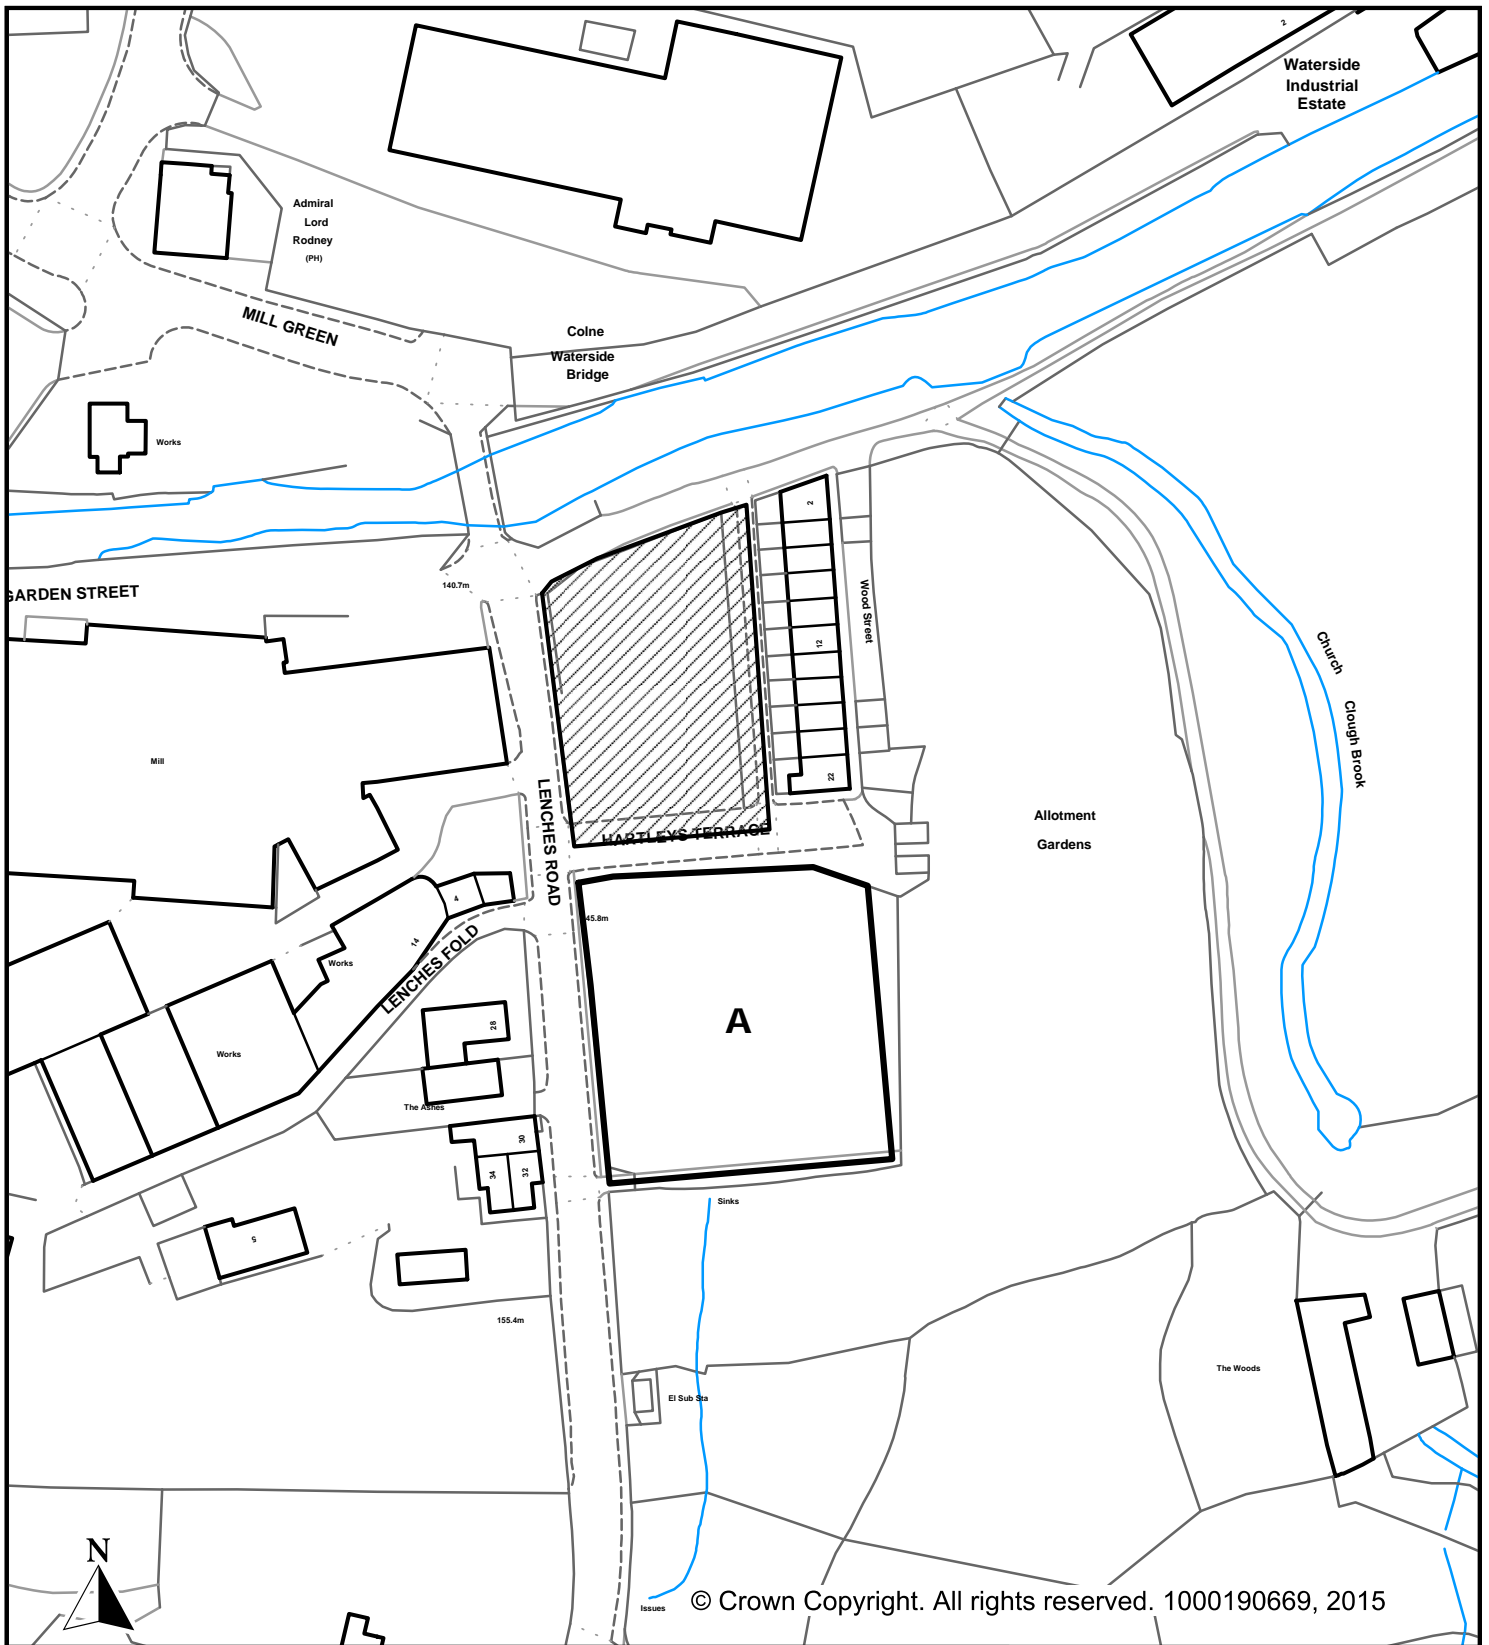 2
Waterside
Industrial
Estate
Admiral
Lord
Rodney
(PH)
MILL GREEN
Colne
Waterside
Bridge
Works
2
140.7m
GARDEN STREET
Wood Street
12
Church
Clough Brook
Mill
22
LENCHES ROAD
HARTLEYS TERRACE
Allotment
Gardens
4
45.8m
14
Works
LENCHES FOLD
A
28
Works
The Ashes
30
34
32
Sinks
5
155.4m
The Woods
El Sub Sta
N
Issues
© Crown Copyright. All rights reserved. 1000190669, 2015